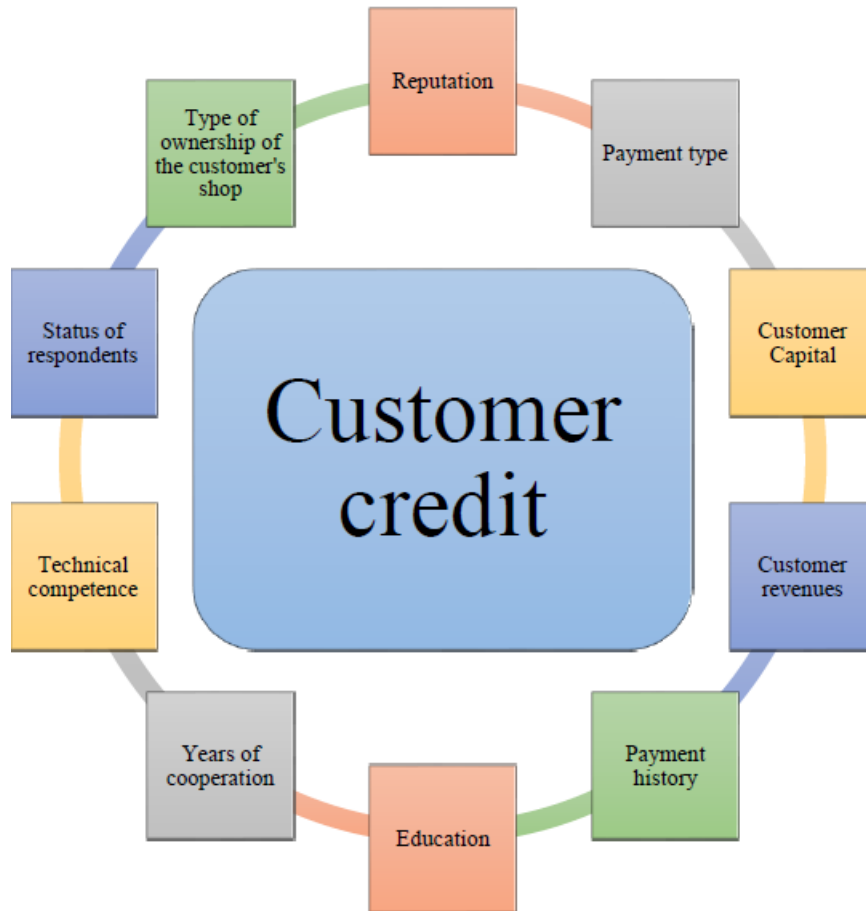 Reputation
Payment type
Customer
Capital
Customer
revenues
Payment
history
Education
Years of
cooperation
Technical
competence
Status of
respondents
Type of
ownership of
the customer's
shop
Customer
credit